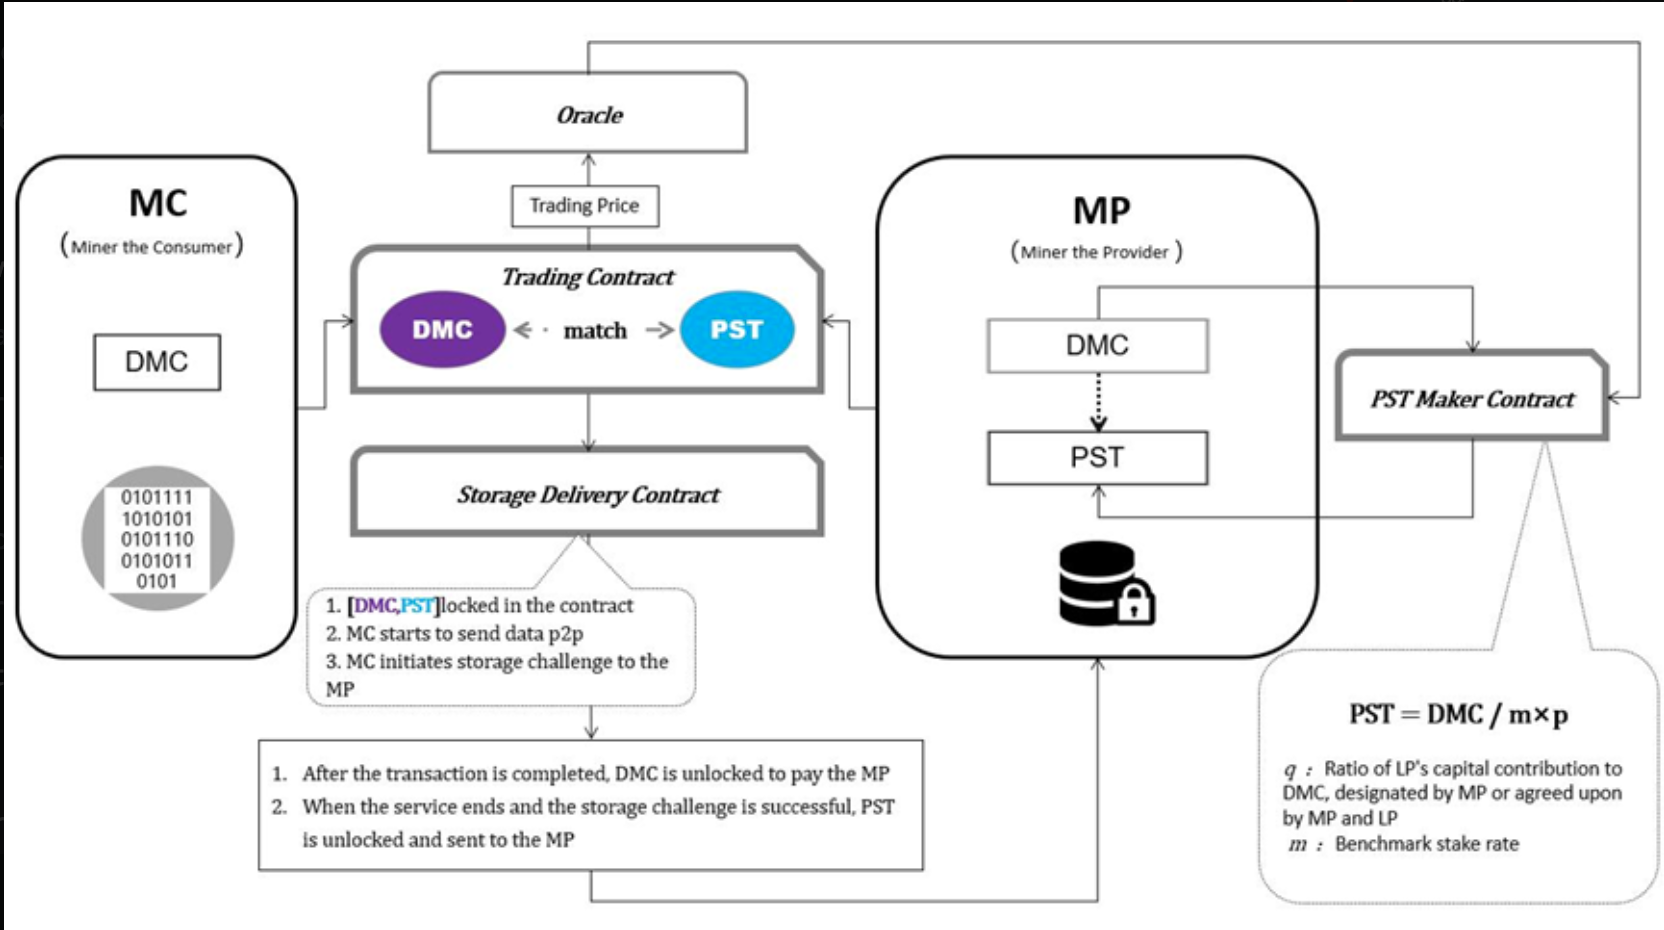 Oracle
Trading Price
MC
(Miner the Consumer)
DMC
0101111
1010101
0101110
0101011
0101
Trading Contract
DMC
match
PST
Storage Delivery Contract
1. [DMC,PST]locked in the contract
2. MC starts to send data p2p
3. MC initiates storage challenge to the
MP
1. After the transaction is completed, DMC is unlocked to pay the MP
2. When the service ends and the storage challenge is successful, PST
is unlocked and sent to the MP
MP
(Miner the Provider )
DMC
PST
PST Maker Contract
PST = DMC / m×p
q : Ratio of LP's capital contribution to
DMC, designated by MP or agreed upon
by MP and LP
m : Benchmark stake rate